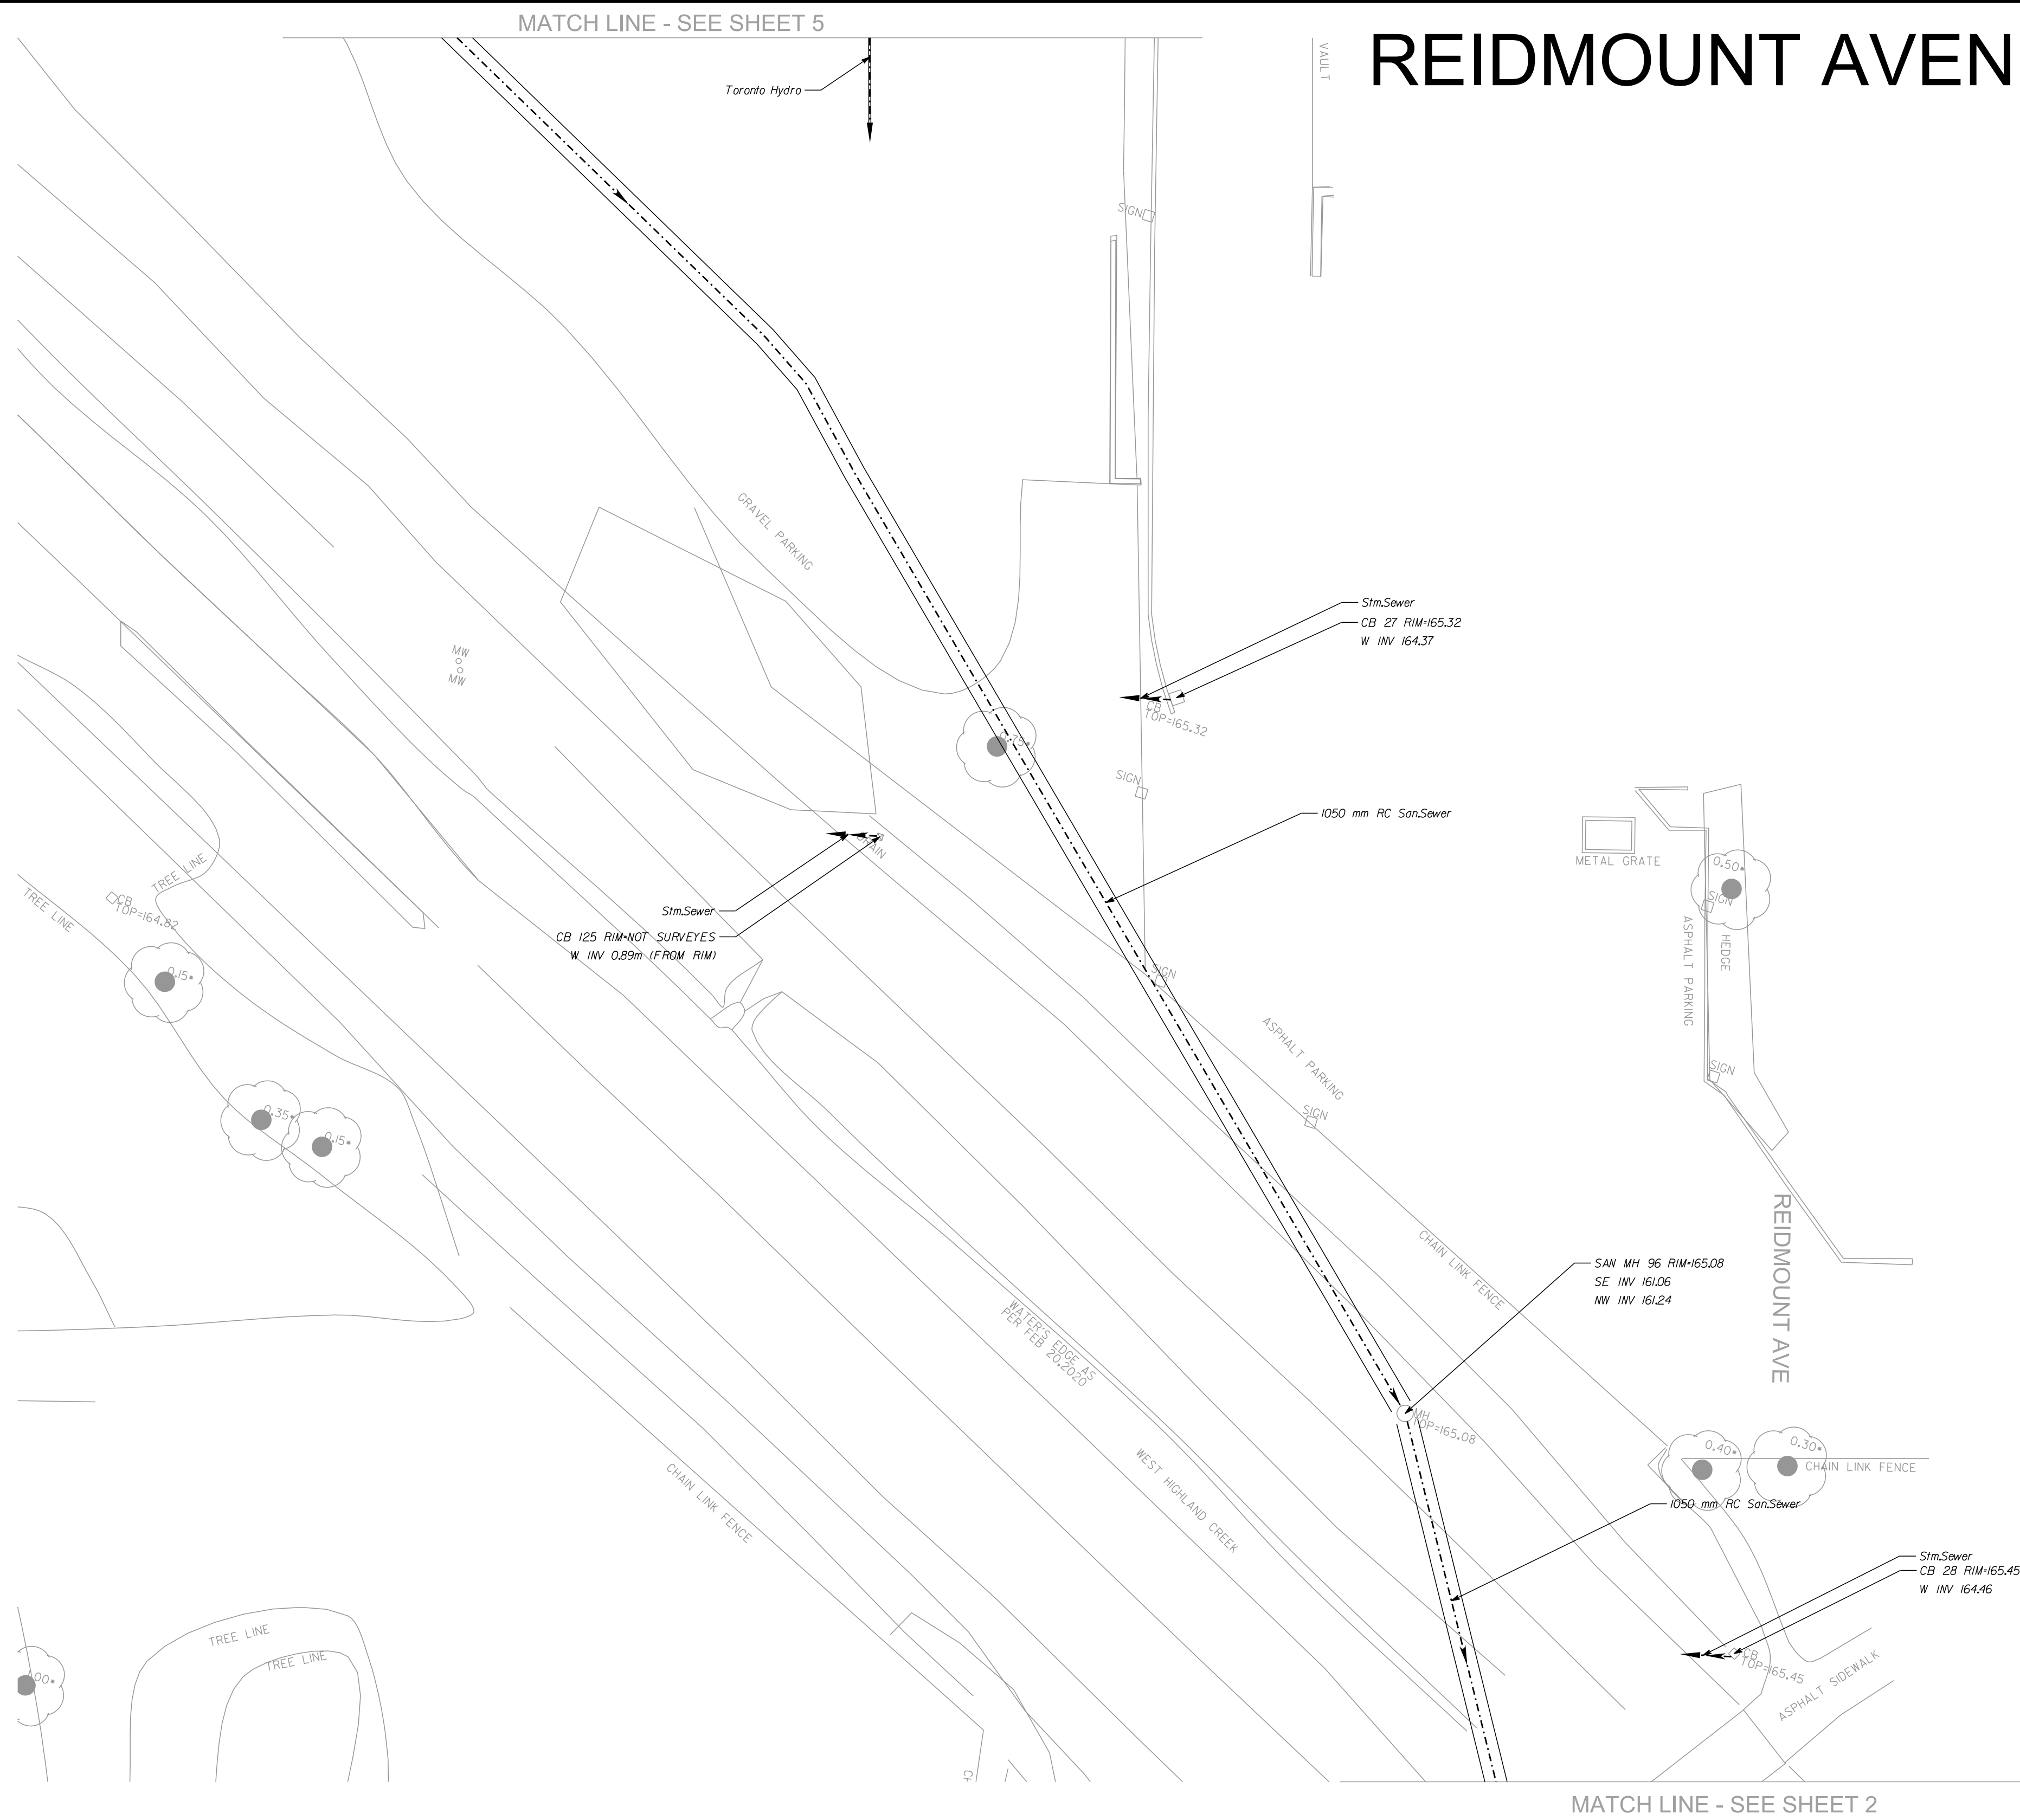 MATCH LINE - SEE SHEET 5
REIDMOUNT AVEN
VAULT
Toronto Hydro
SIGN
GRAVEL PARKING
Stm.Sewer
CB 27 RIM=165.32
W INV 164.37
MW
MW
CB
TOP=165.32
0.75
SIGN
1050 mm RC San.Sewer
DRAIN
METAL GRATE
0.50
SIGN
TREE LINE
TREE LINE
CB
TOP=164.82
Stm.Sewer
CB 125 RIM=NOT SURVEYES
W INV 0.89m (FROM RIM)
ASPHALT PARKING
HEDGE
0.15
SIGN
ASPHALT PARKING
SIGN
SIGN
0.35
0.15
REIDMOUNT AVE
CHAIN LINK FENCE
SAN MH 96 RIM=165.08
SE INV 161.06
NW INV 161.24
WATER'S EDGE AS
PER FEB 20,2020
MH
TOP=165.08
0.40
0.30
CHAIN LINK FENCE
CHAIN LINK FENCE
WEST HIGHLAND CREEK
1050 mm RC San.Sewer
Stm.Sewer
CB 28 RIM=165.45
W INV 164.46
TREE LINE
TREE LINE
CB
TOP=165.45
ASPHALT SIDEWALK
.00
CH
MATCH LINE - SEE SHEET 2